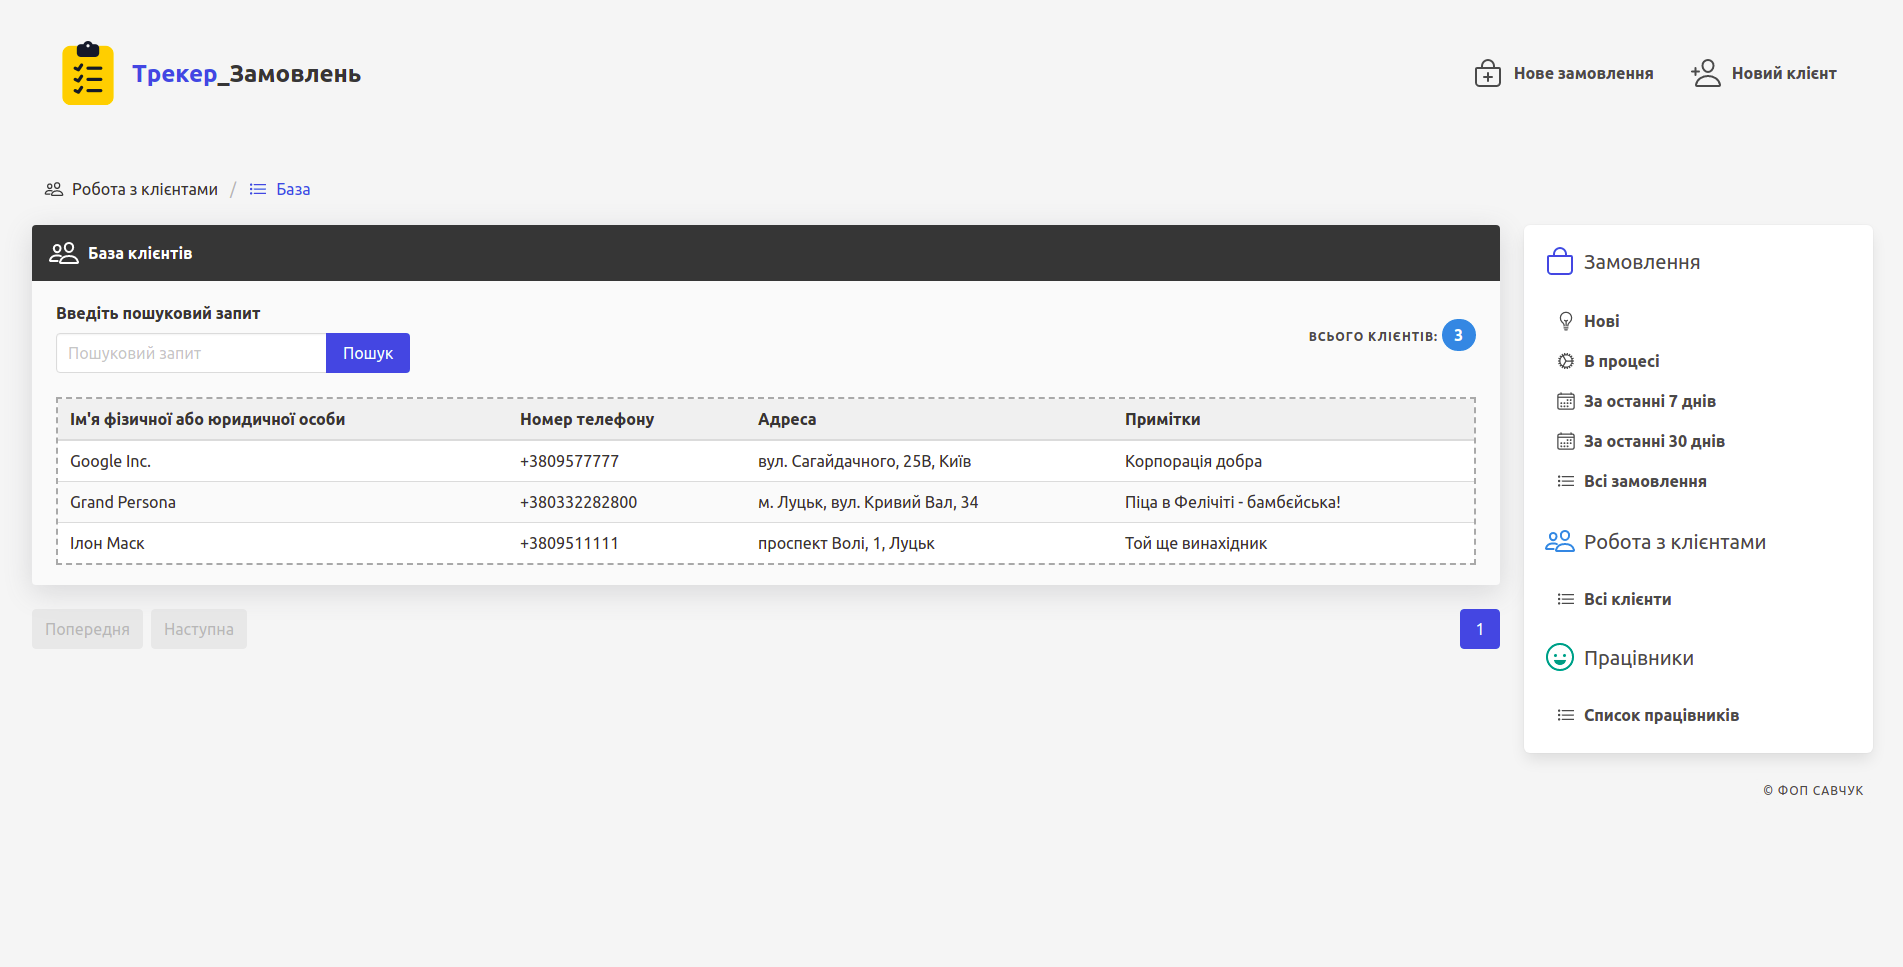 Трекер_Замовлень
Нове замовлення
Новий клієнт
Робота з клієнтами / База
База клієнтів
Введіть пошуковий запит
Пошуковий запит
Пошук
ВСЬОГО КЛІЄНТІВ: 3
Ім'я фізичної або юридичної особи Номер телефону Адреса Примітки
Google Inc. +3809577777 вул. Сагайдачного, 25В, Київ Корпорація добра
Grand Persona +380332282800 м. Луцьк, вул. Кривий Вал, 34 Піца в Фелічіті - бамбєйська!
Ілон Маск +3809511111 проспект Волі, 1, Луцьк Той ще винахідник
Попередня
Наступна
1
Замовлення
Нові
В процесі
За останні 7 днів
За останні 30 днів
Всі замовлення
Робота з клієнтами
Всі клієнти
Працівники
Список працівників
© ФОП САВЧУК